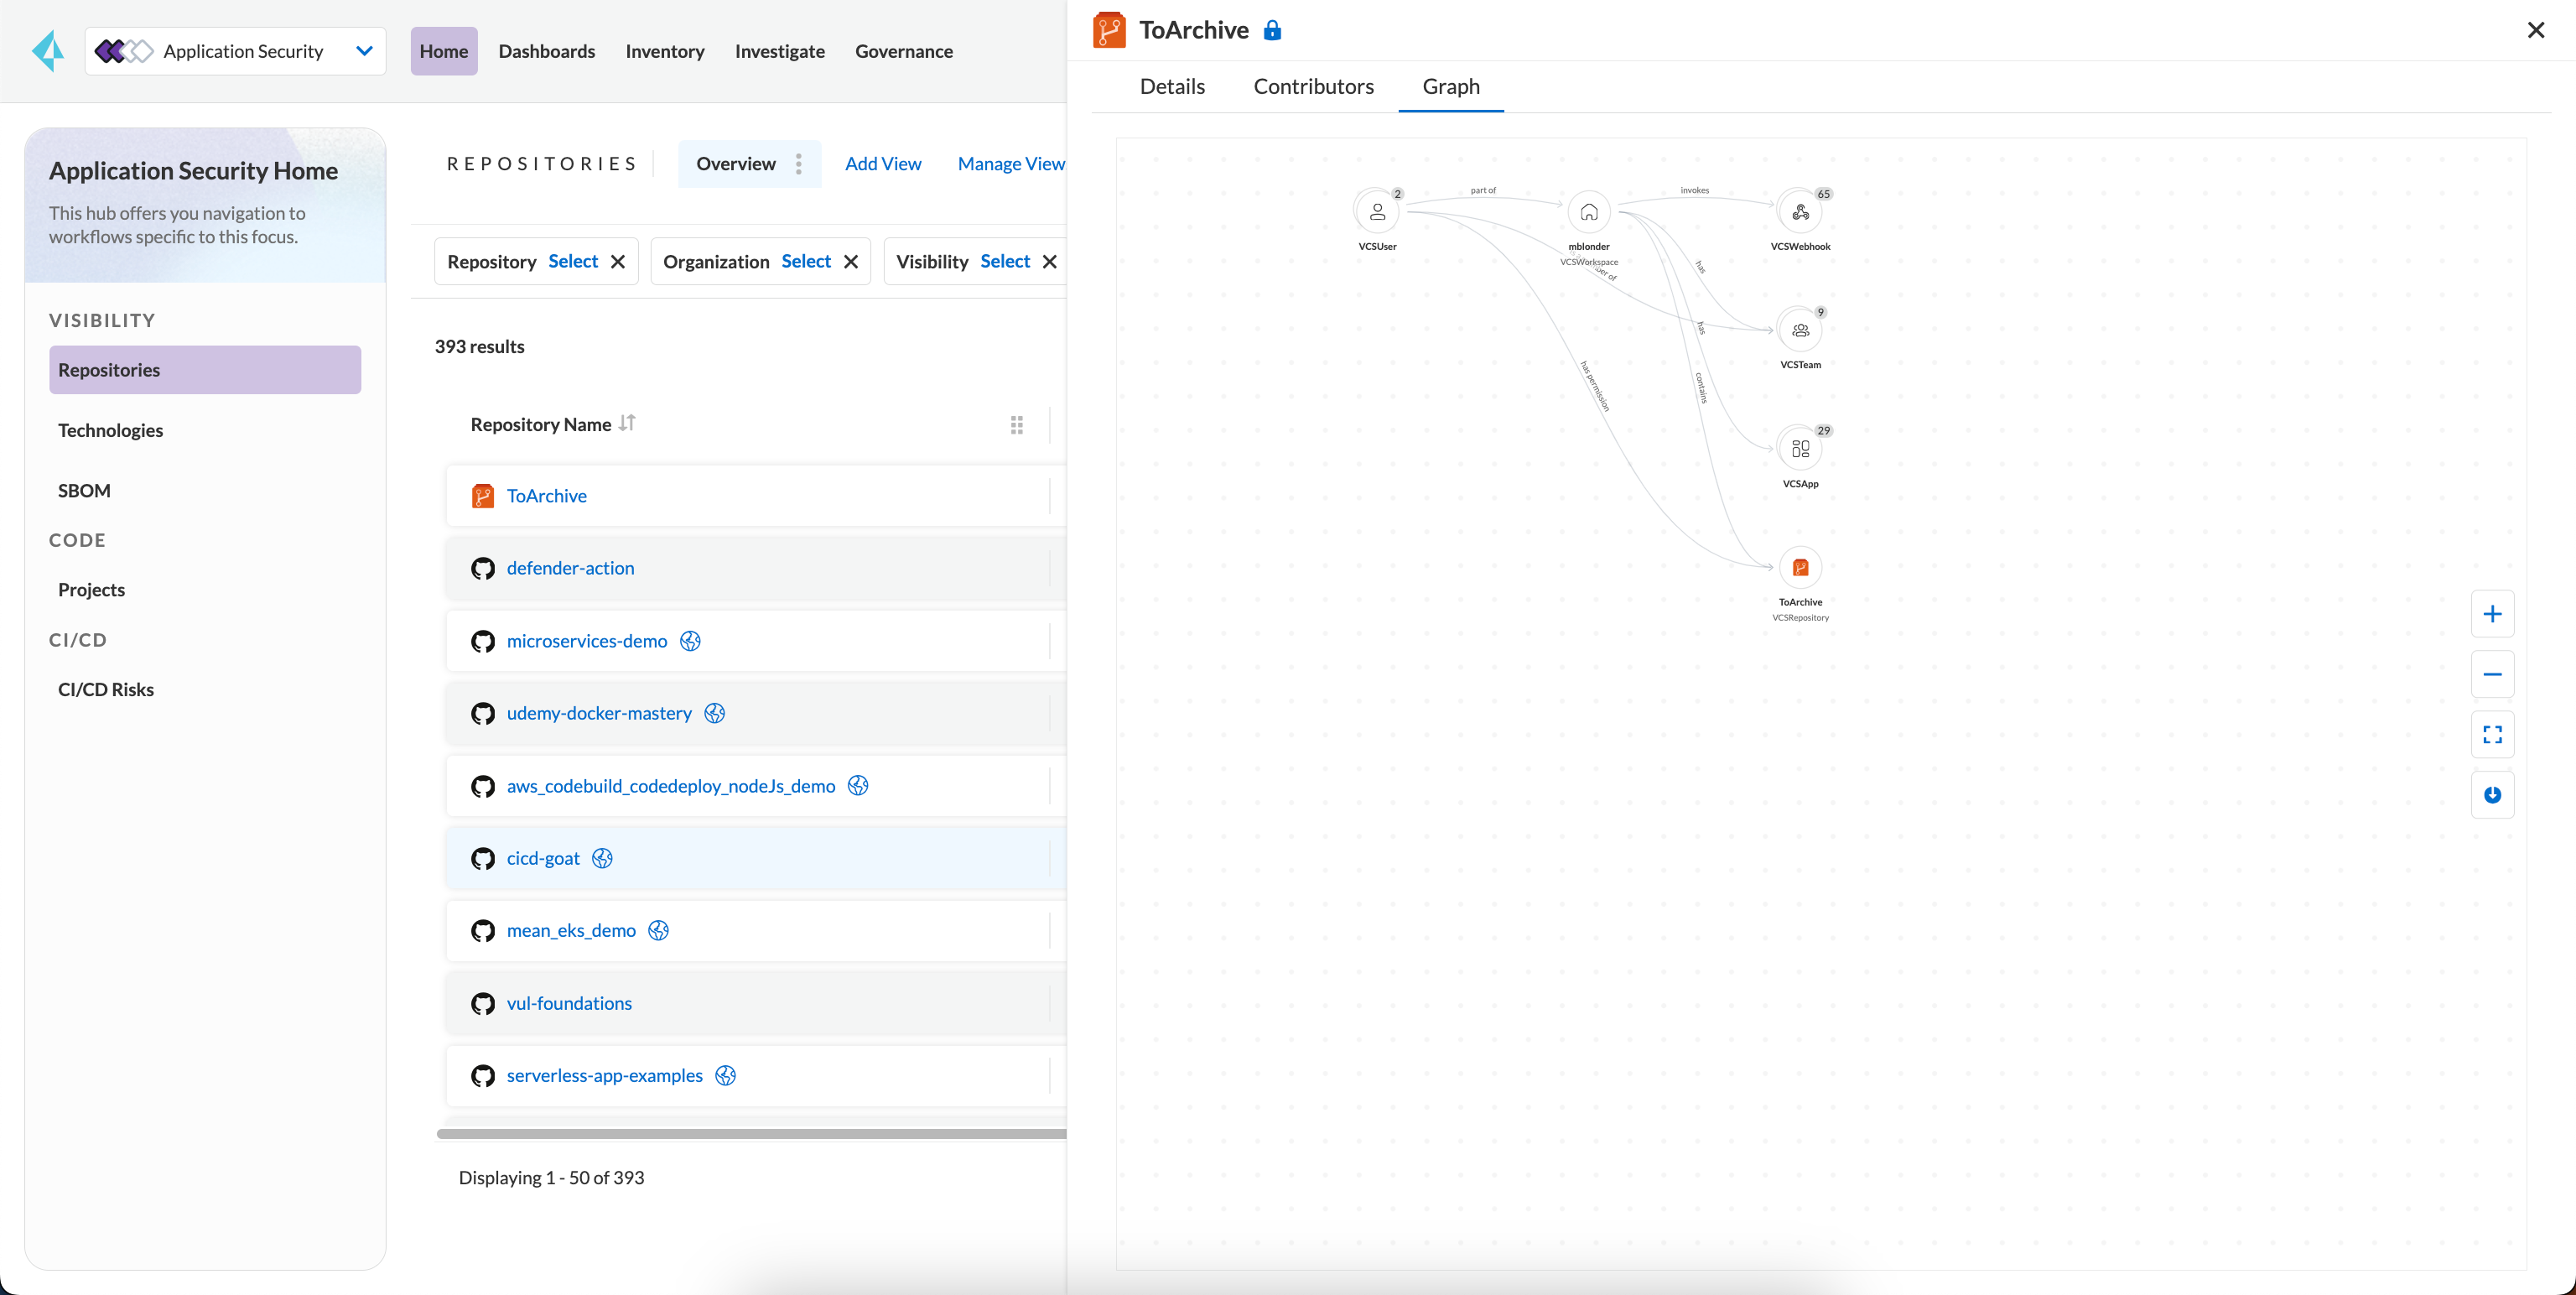 Application Security
Home
Dashboards
Inventory
Investigate
Governance
Application Security Home
This hub offers you navigation to
workflows specific to this focus.
VISIBILITY
Repositories
Technologies
SBOM
CODE
Projects
CI/CD
CI/CD Risks
REPOSITORIES
Overview
Add View
Manage View
Repository Select
Organization Select
Visibility Select
393 results
Repository Name
ToArchive
defender-action
microservices-demo
udemy-docker-mastery
aws_codebuild_codedeploy_nodeJs_demo
cicd-goat
mean_eks_demo
vul-foundations
serverless-app-examples
Displaying 1 - 50 of 393
ToArchive
Details
Contributors
Graph
2
VCSUser
part of
mblonder
VCSWorkspace
invokes
65
VCSWebhook
of
has
9
VCSTeam
has
contains
has permission
29
VCSApp
ToArchive
VCSRepository